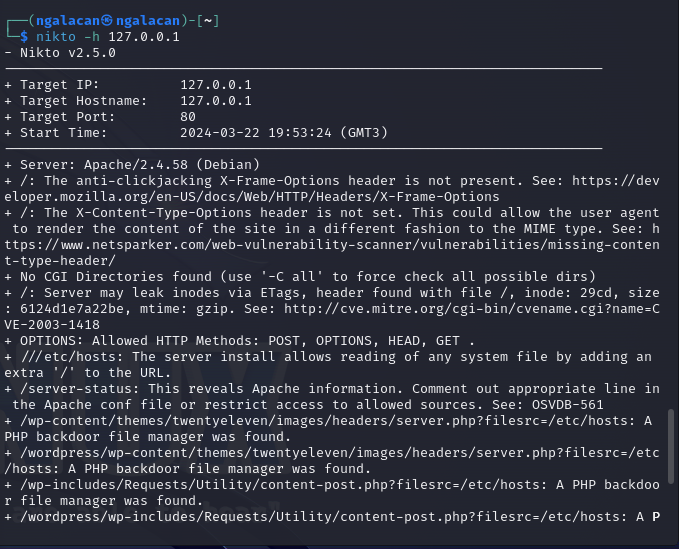 ┌──(ngalacan㉿ngalacan)-[~]
└─$ nikto -h 127.0.0.1
- Nikto v2.5.0
---------------------------------------------------------------------------
+ Target IP:          127.0.0.1
+ Target Hostname:    127.0.0.1
+ Target Port:        80
+ Start Time:         2024-03-22 19:53:24 (GMT3)
---------------------------------------------------------------------------
+ Server: Apache/2.4.58 (Debian)
+ /: The anti-clickjacking X-Frame-Options header is not present. See: https://dev
eloper.mozilla.org/en-US/docs/Web/HTTP/Headers/X-Frame-Options
+ /: The X-Content-Type-Options header is not set. This could allow the user agent
 to render the content of the site in a different fashion to the MIME type. See: h
ttps://www.netsparker.com/web-vulnerability-scanner/vulnerabilities/missing-conten
t-type-header/
+ No CGI Directories found (use '-C all' to force check all possible dirs)
+ /: Server may leak inodes via ETags, header found with file /, inode: 29cd, size
: 6124d1e7a22be, mtime: gzip. See: http://cve.mitre.org/cgi-bin/cvename.cgi?name=C
VE-2003-1418
+ OPTIONS: Allowed HTTP Methods: POST, OPTIONS, HEAD, GET .
+ ///etc/hosts: The server install allows reading of any system file by adding an
extra '/' to the URL.
+ /server-status: This reveals Apache information. Comment out appropriate line in
 the Apache conf file or restrict access to allowed sources. See: OSVDB-561
+ /wp-content/themes/twentyeleven/images/headers/server.php?filesrc=/etc/hosts: A
PHP backdoor file manager was found.
+ /wordpress/wp-content/themes/twentyeleven/images/headers/server.php?filesrc=/etc
/hosts: A PHP backdoor file manager was found.
+ /wp-includes/Requests/Utility/content-post.php?filesrc=/etc/hosts: A PHP backdoo
r file manager was found.
+ /wordpress/wp-includes/Requests/Utility/content-post.php?filesrc=/etc/hosts: A P